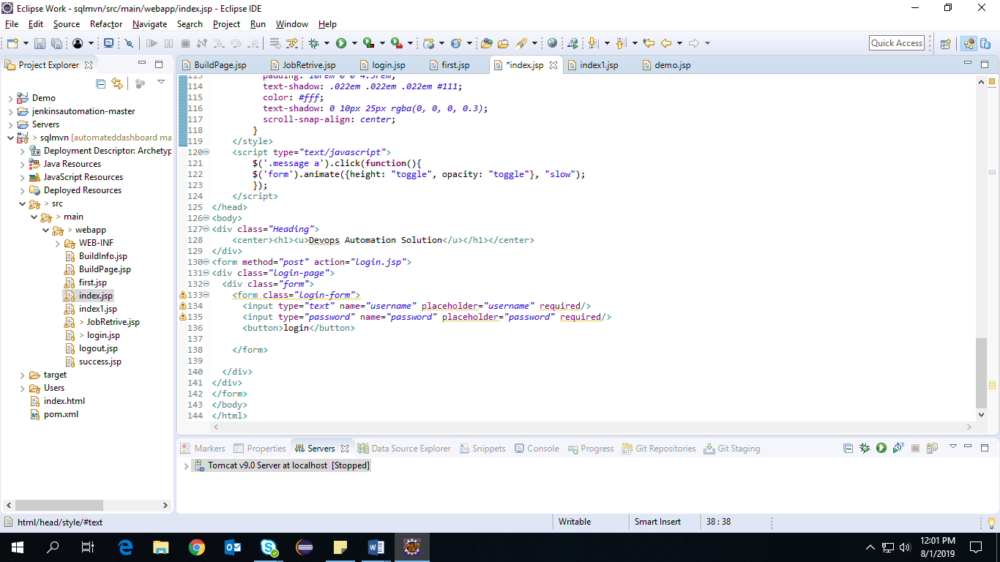 Eclipse Work - sqlmvn/src/main/webapp/index.jsp - Eclipse IDE
File Edit Source Refactor Navigate Search Project Run Window Help
Quick Access
Project Explorer
BuildPage.jsp JobRetrive.jsp login.jsp first.jsp *index.jsp index1.jsp demo.jsp
Demo
jenkinsautomation-master
Servers
> sqlmvn [automateddashboard ma
Deployment Descriptor: Archetyp
Java Resources
JavaScript Resources
Deployed Resources
> src
> main
> webapp
WEB-INF
BuildInfo.jsp
BuildPage.jsp
first.jsp
index.jsp
index1.jsp
> JobRetrive.jsp
> login.jsp
logout.jsp
success.jsp
target
Users
index.html
pom.xml
113 padding: 10rem 0 0 4.5rem;
114 text-shadow: .022em .022em .022em #111;
115 color: #fff;
116 text-shadow: 0 10px 25px rgba(0, 0, 0, 0.3);
117 scroll-snap-align: center;
118 }
119 </style>
120 <script type="text/javascript">
121 $('.message a').click(function(){
122 $('form').animate({height: "toggle", opacity: "toggle"}, "slow");
123 });
124 </script>
125 </head>
126 <body>
127 <div class="Heading">
128 <center><h1><u>Devops Automation Solution</u></h1></center>
129 </div>
130 <form method="post" action="login.jsp">
131 <div class="login-page">
132 <div class="form">
133 <form class="login-form">
134 <input type="text" name="username" placeholder="username" required/>
135 <input type="password" name="password" placeholder="password" required/>
136 <button>login</button>
137
138 </form>
139
140 </div>
141 </div>
142 </form>
143 </body>
144 </html>
Markers Properties Servers Data Source Explorer Snippets Console Progress Git Repositories Git Staging
Tomcat v9.0 Server at localhost [Stopped]
html/head/style/#text Writable Smart Insert 38 : 38
12:01 PM
8/1/2019